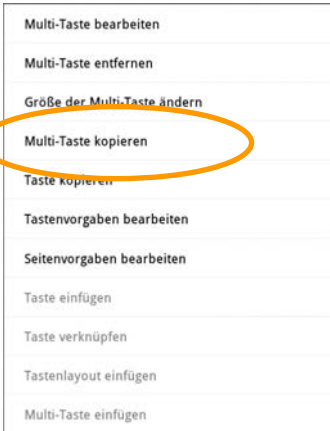 Multi-Taste bearbeiten
Multi-Taste entfernen
Größe der Multi-Taste ändern
Multi-Taste kopieren
Taste kopieren
Tastenvorgaben bearbeiten
Seitenvorgaben bearbeiten
Taste einfügen
Taste verknüpfen
Tastenlayout einfügen
Multi-Taste einfügen